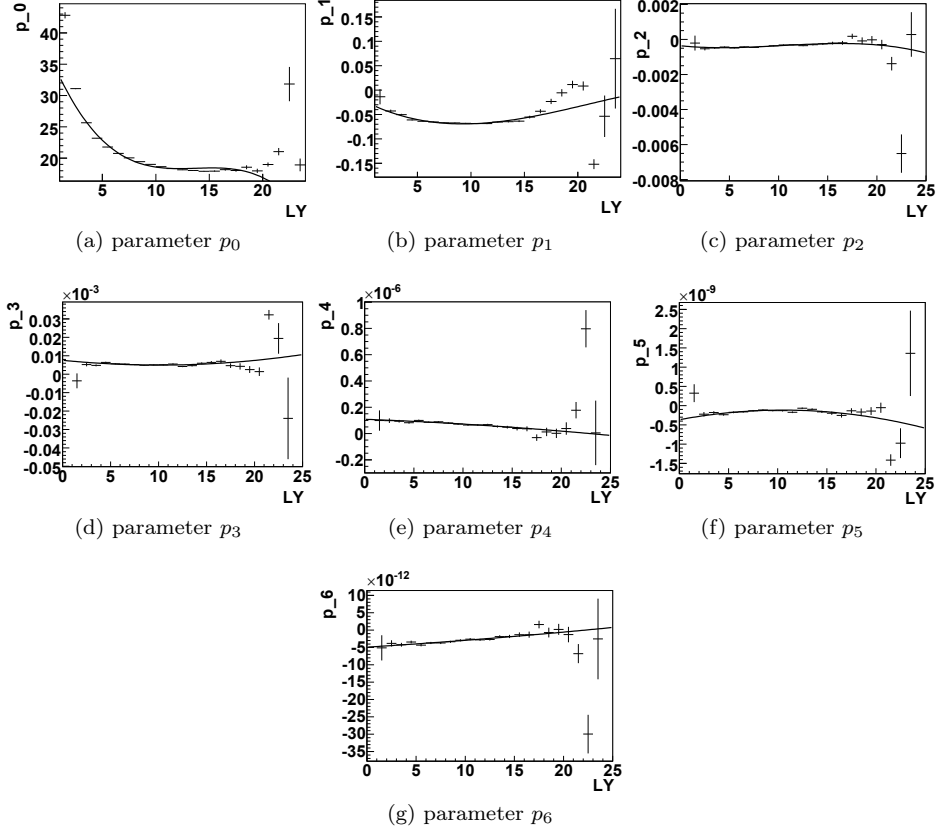 p_0
40
35
30
25
20
5 10 15 20
LY
(a) parameter p0
p_1
0.15
0.1
0.05
0
-0.05
-0.1
-0.15
5 10 15 20
LY
(b) parameter p1
p_2
0.002
0
-0.002
-0.004
-0.006
-0.008
0 5 10 15 20 25
LY
(c) parameter p2
×10-3
p_3
0.03
0.02
0.01
0
-0.01
-0.02
-0.03
-0.04
-0.05
0 5 10 15 20 25
LY
(d) parameter p3
×10-6
p_4
1
0.8
0.6
0.4
0.2
0
-0.2
0 5 10 15 20 25
LY
(e) parameter p4
×10-9
p_5
2.5
2
1.5
1
0.5
0
-0.5
-1
-1.5
0 5 10 15 20 25
LY
(f) parameter p5
×10-12
p_6
10
5
0
-5
-10
-15
-20
-25
-30
-35
0 5 10 15 20 25
LY
(g) parameter p6